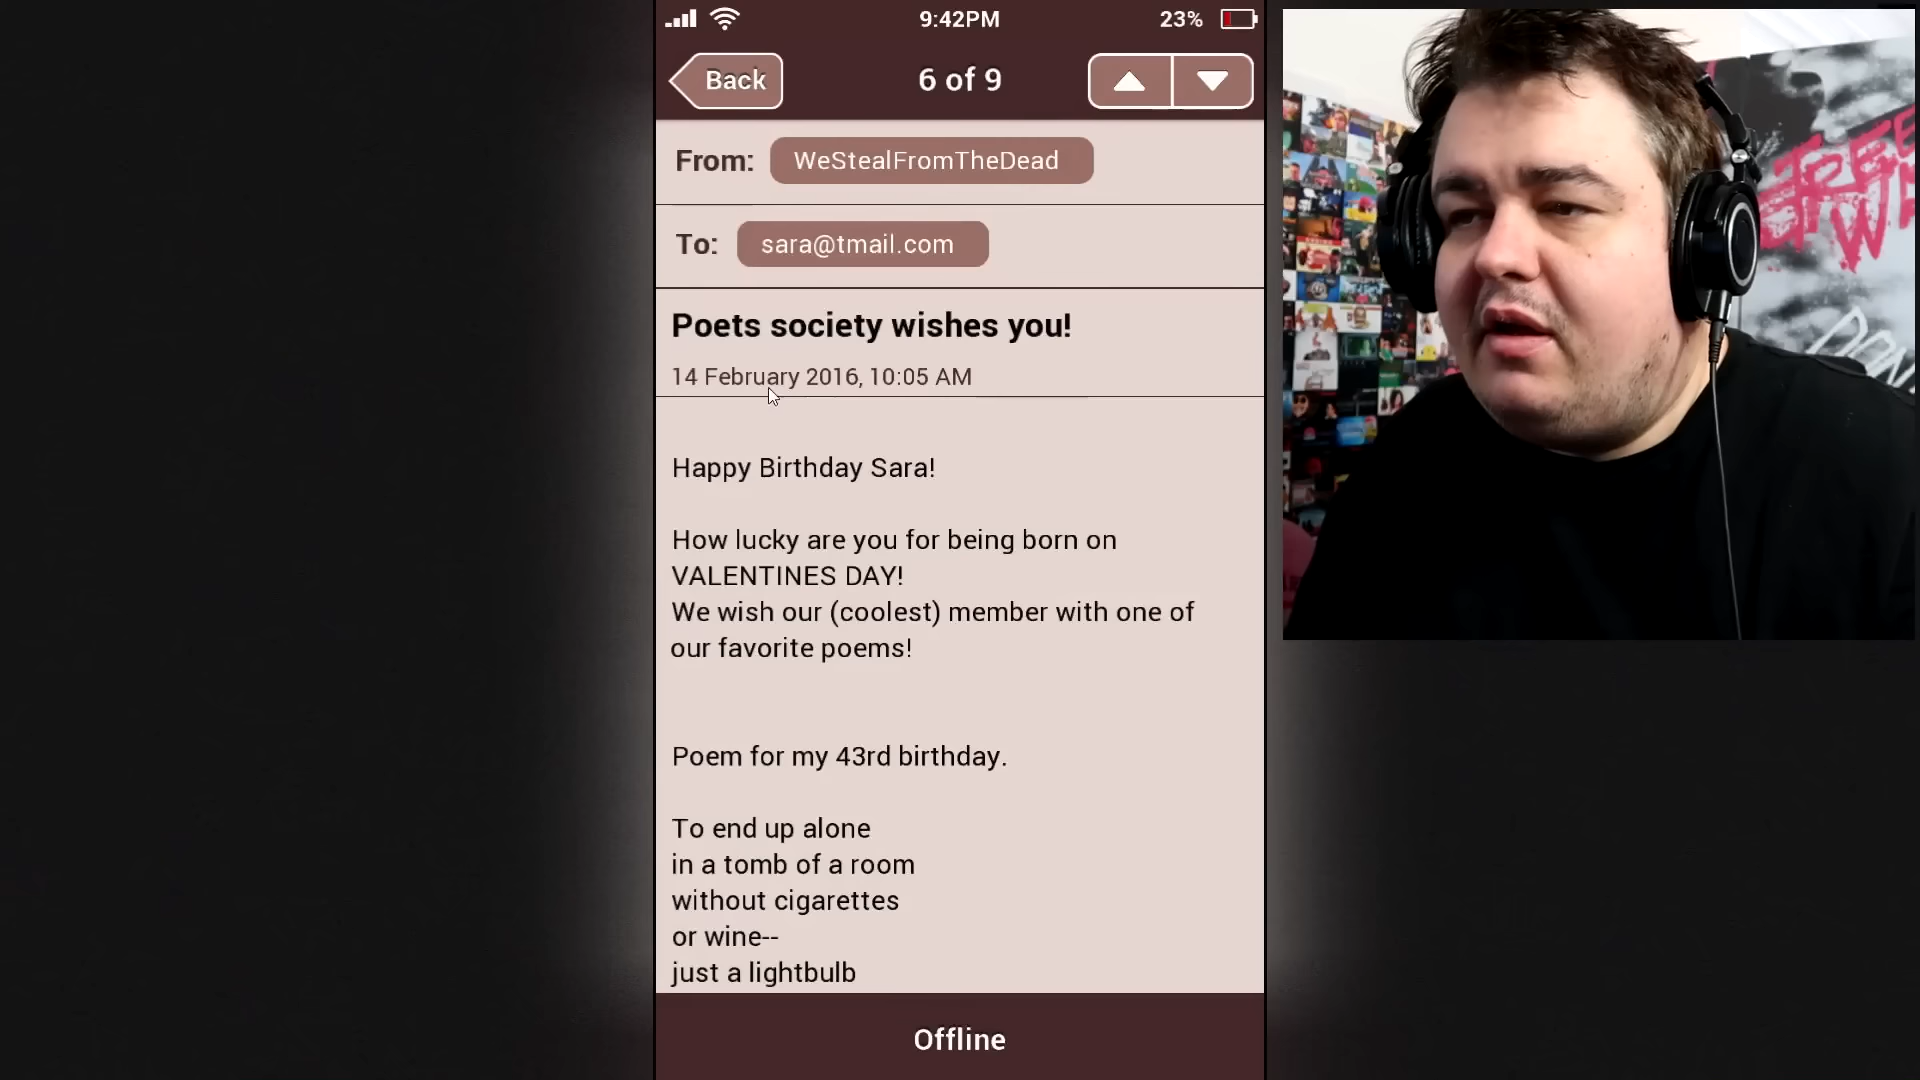 9:42PM
23%
Back
6 of 9
From: WeStealFromTheDead
To: sara@tmail.com
Poets society wishes you!
14 February 2016, 10:05 AM
Happy Birthday Sara!
How lucky are you for being born on
VALENTINES DAY!
We wish our (coolest) member with one of
our favorite poems!
Poem for my 43rd birthday.
To end up alone
in a tomb of a room
without cigarettes
or wine--
just a lightbulb
Offline